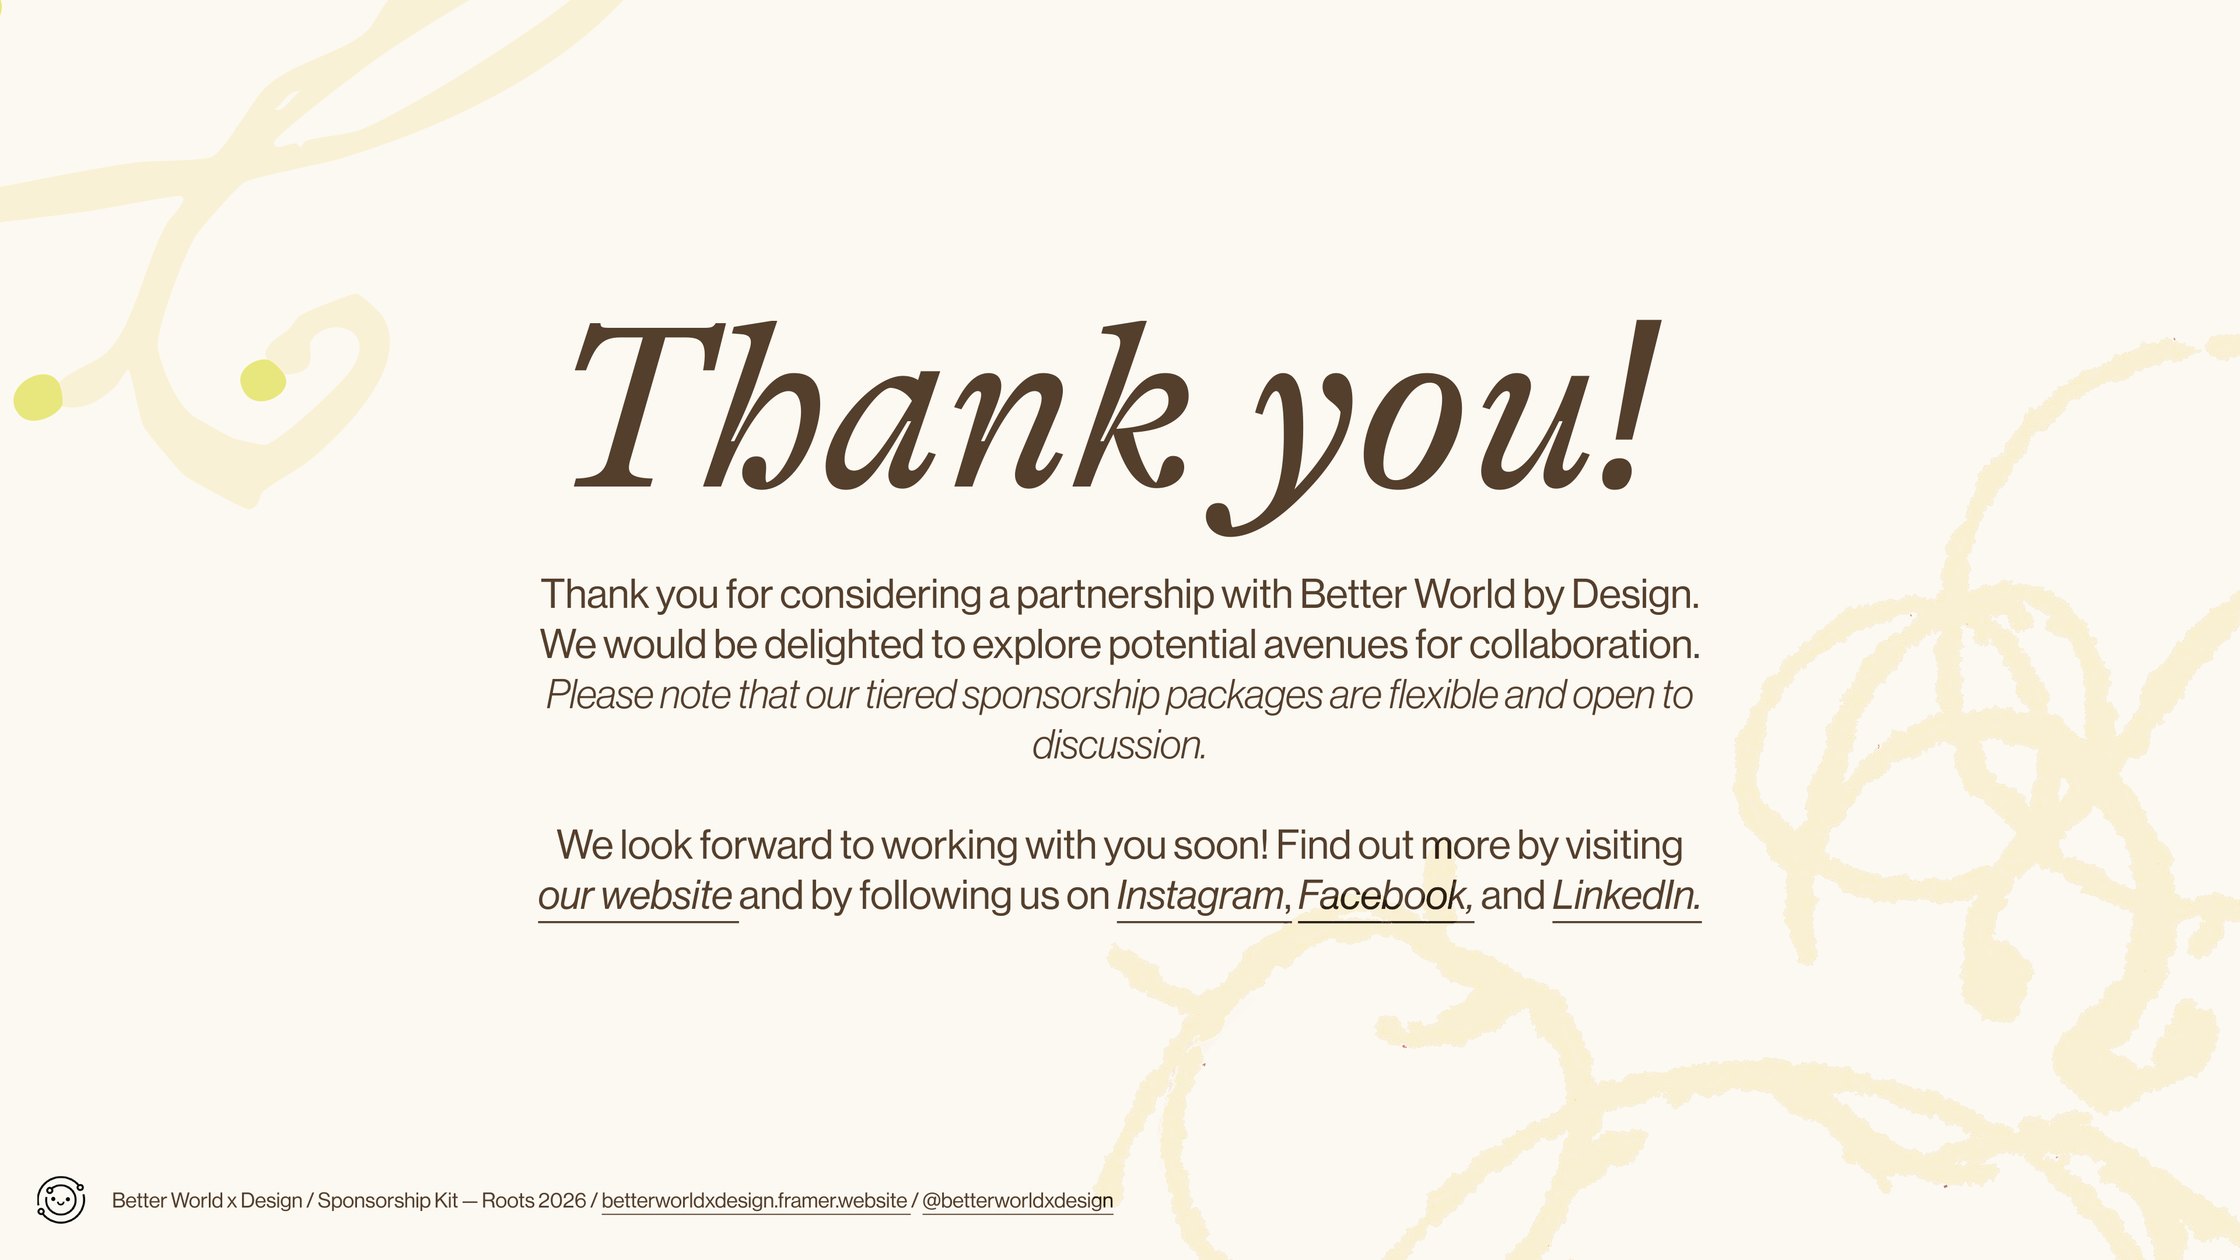 Thank you!
Thank you for considering a partnership with Better World by Design.
We would be delighted to explore potential avenues for collaboration.
Please note that our tiered sponsorship packages are flexible and open to
discussion.
We look forward to working with you soon! Find out more by visiting
our website and by following us on Instagram, Facebook, and LinkedIn.
Better World x Design / Sponsorship Kit — Roots 2026 / betterworldxdesign.framer.website / @betterworldxdesign